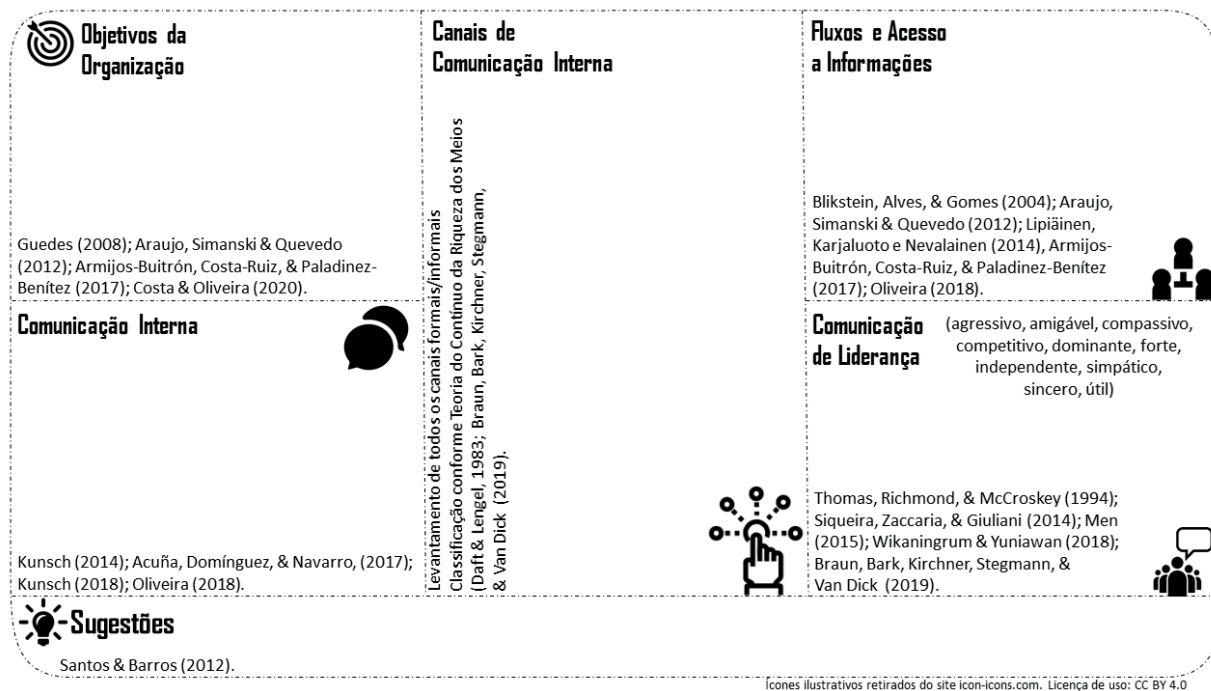 Objetivos da
Organização
Guedes (2008); Araujo, Simanski & Quevedo
(2012); Armijos-Buitrón, Costa-Ruiz, & Paladinez-
Benítez (2017); Costa & Oliveira (2020).
Comunicação Interna
Kunsch (2014); Acuña, Domínguez, & Navarro, (2017);
Kunsch (2018); Oliveira (2018).
Canais de
Comunicação Interna
Levantamento de todos os canais formais/informais
Classificação conforme Teoria do Contínuo da Riqueza dos Meios
(Daft & Lengel, 1983; Braun, Bark, Kirchner, Stegmann,
& Van Dick (2019).
Fluxos e Acesso
a Informações
Blikstein, Alves, & Gomes (2004); Araujo,
Simanski & Quevedo (2012); Lipiäinen,
Karjaluoto e Nevalainen (2014), Armijos-
Buitrón, Costa-Ruiz, & Paladinez-Benítez
(2017); Oliveira (2018).
Comunicação
de Liderança
(agressivo, amigável, compassivo,
competitivo, dominante, forte,
independente, simpático,
sincero, útil)
Thomas, Richmond, & McCroskey (1994);
Siqueira, Zaccaria, & Giuliani (2014); Men
(2015); Wikaningrum & Yuniawan (2018);
Braun, Bark, Kirchner, Stegmann, &
Van Dick (2019).
Sugestões
Santos & Barros (2012).
Ícones ilustrativos retirados do site icon-icons.com. Licença de uso: CC BY 4.0